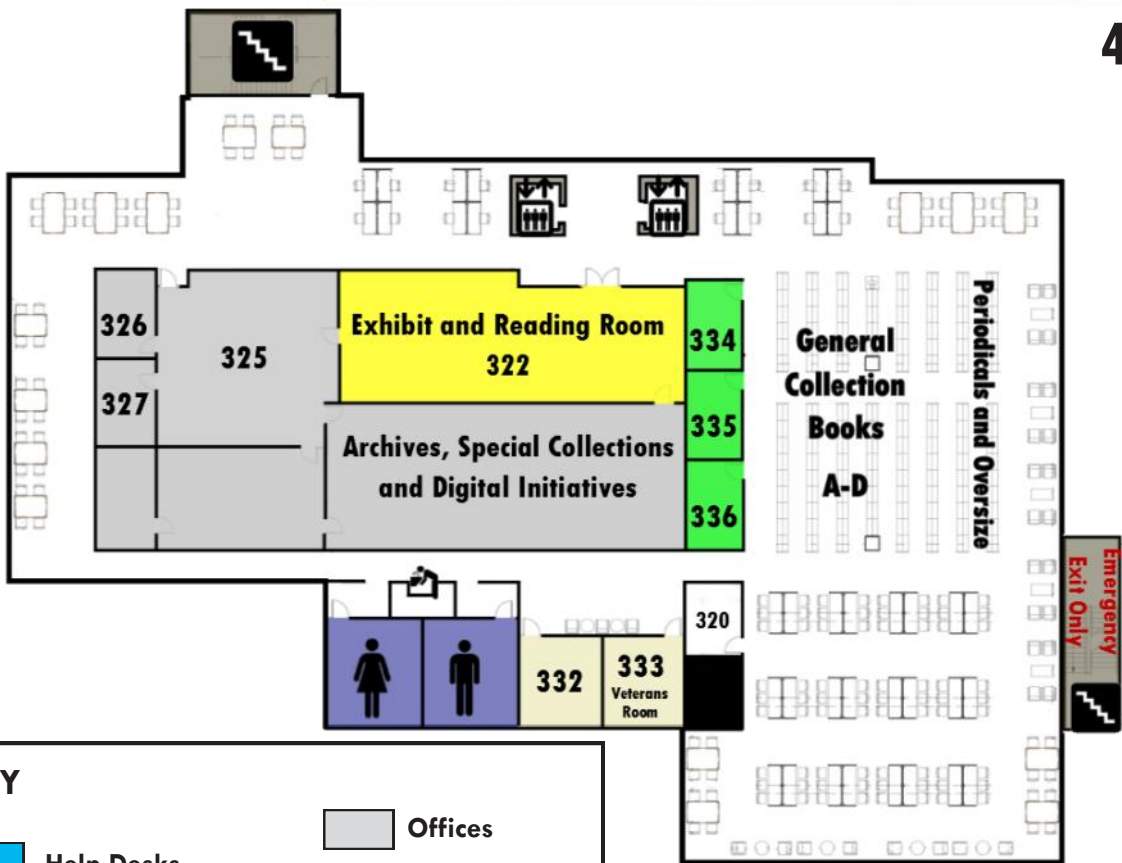 4
326
325
327
Exhibit and Reading Room
322
Archives, Special Collections
and Digital Initiatives
334
335
336
General
Collection
Books
A-D
Periodicals and Oversize
Emergency
Exit Only
320
332
333
Veterans
Room
Y
Offices
Help Desks